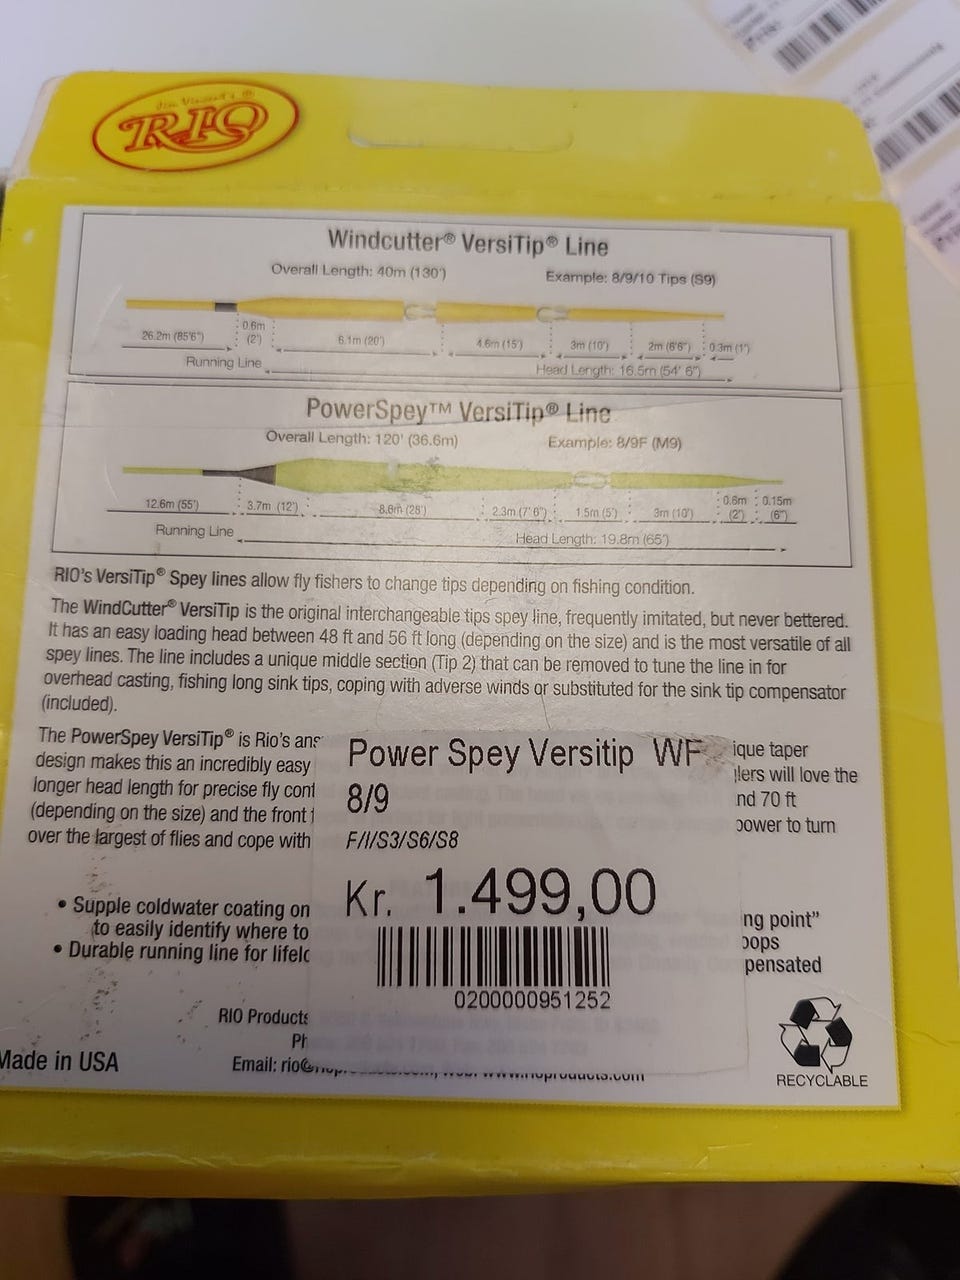 Jim Vincent's ®
RIO
Windcutter® VersiTip® Line
Overall Length: 40m (130')
Example: 8/9/10 Tips (S9)
26.2m (85'6")
0.6m
(2')
6.1m (20')
4.6m (15')
3m (10')
2m (6'6")
0.3m (1')
Running Line
Head Length: 16.5m (54' 6")
PowerSpey™ VersiTip® Line
Overall Length: 120' (36.6m)
Example: 8/9F (M9)
12.6m (55')
3.7m (12')
2.3m (7' 6")
1.5m (5')
3m (10')
0.6m
(2')
0.15m
(6")
Running Line
Head Length: 19.8m (65')
RIO's VersiTip® Spey lines allow fly fishers to change tips depending on fishing condition.
The WindCutter® VersiTip is the original interchangeable tips spey line, frequently imitated, but never bettered.
It has an easy loading head between 48 ft and 56 ft long (depending on the size) and is the most versatile of all
spey lines. The line includes a unique middle section (Tip 2) that can be removed to tune the line in for
overhead casting, fishing long sink tips, coping with adverse winds or substituted for the sink tip compensator
(included).
The PowerSpey VersiTip® is Rio's ans
ique taper
design makes this an incredibly easy
lers will love the
longer head length for precise fly cont
nd 70 ft
(depending on the size) and the front
power to turn
over the largest of flies and cope with
Power Spey Versitip WF
8/9
F/I/S3/S6/S8
Kr. 1.499,00
0200000951252
• Supple coldwater coating on
ng point”
to easily identify where to
oops
• Durable running line for lifelo
pensated
RIO Products
Ph
Made in USA
Email: rio@
www.rioproducts.com
RECYCLABLE